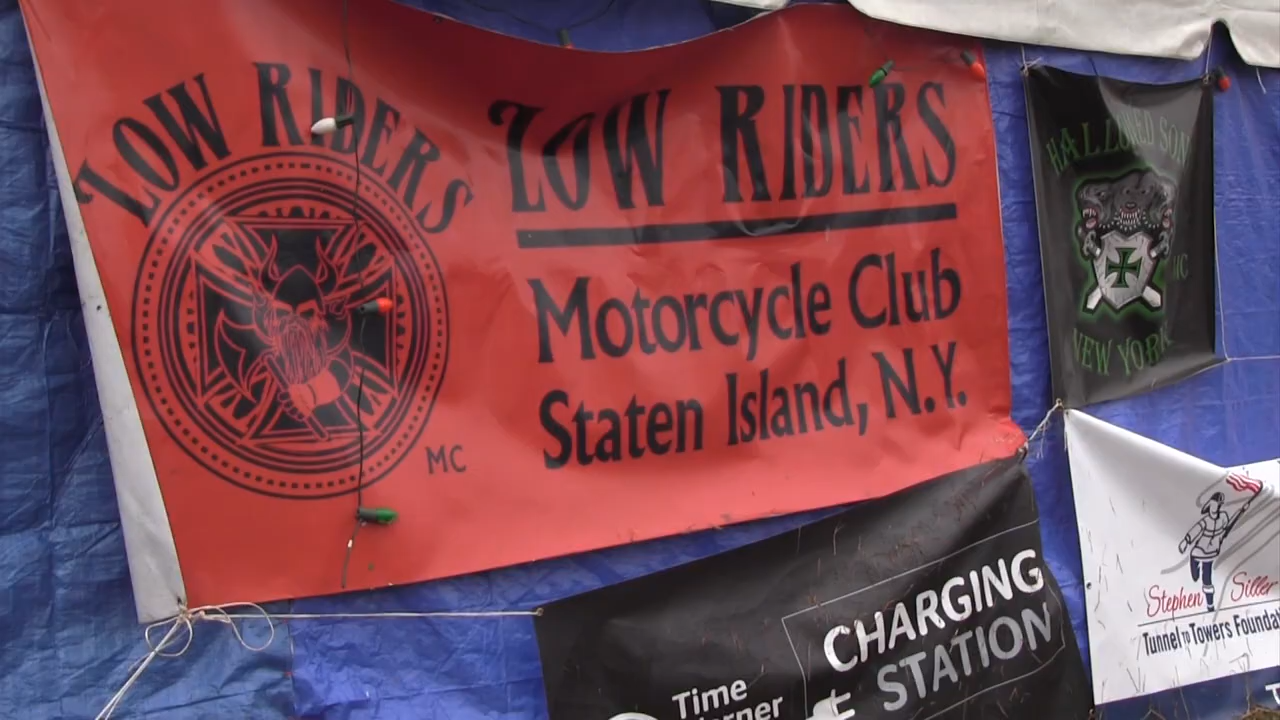 LOW RIDERS
MC
LOW RIDERS
Motorcycle Club
Staten Island, N.Y.
HALLOWED SON
MC
NEW YORK
Time
Warner
CHARGING
STATION
Stephen Siller
Tunnel to Towers Foundat